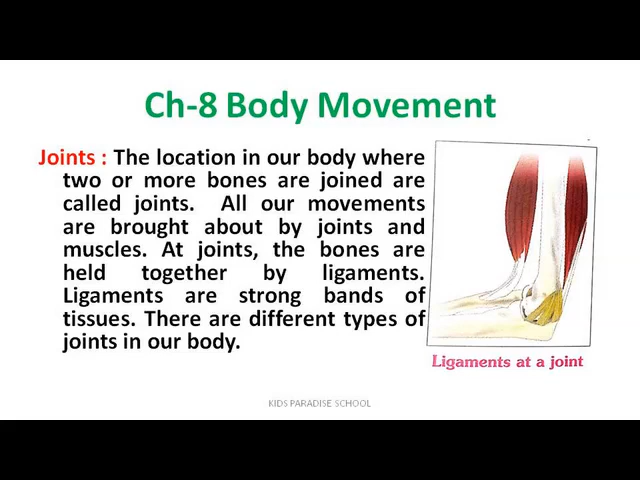 Ch-8 Body Movement
Joints : The location in our body where
two or more bones are joined are
called joints. All our movements
are brought about by joints and
muscles. At joints, the bones are
held together by ligaments.
Ligaments are strong bands of
tissues. There are different types of
joints in our body.
Ligaments at a joint
KIDS PARADISE SCHOOL